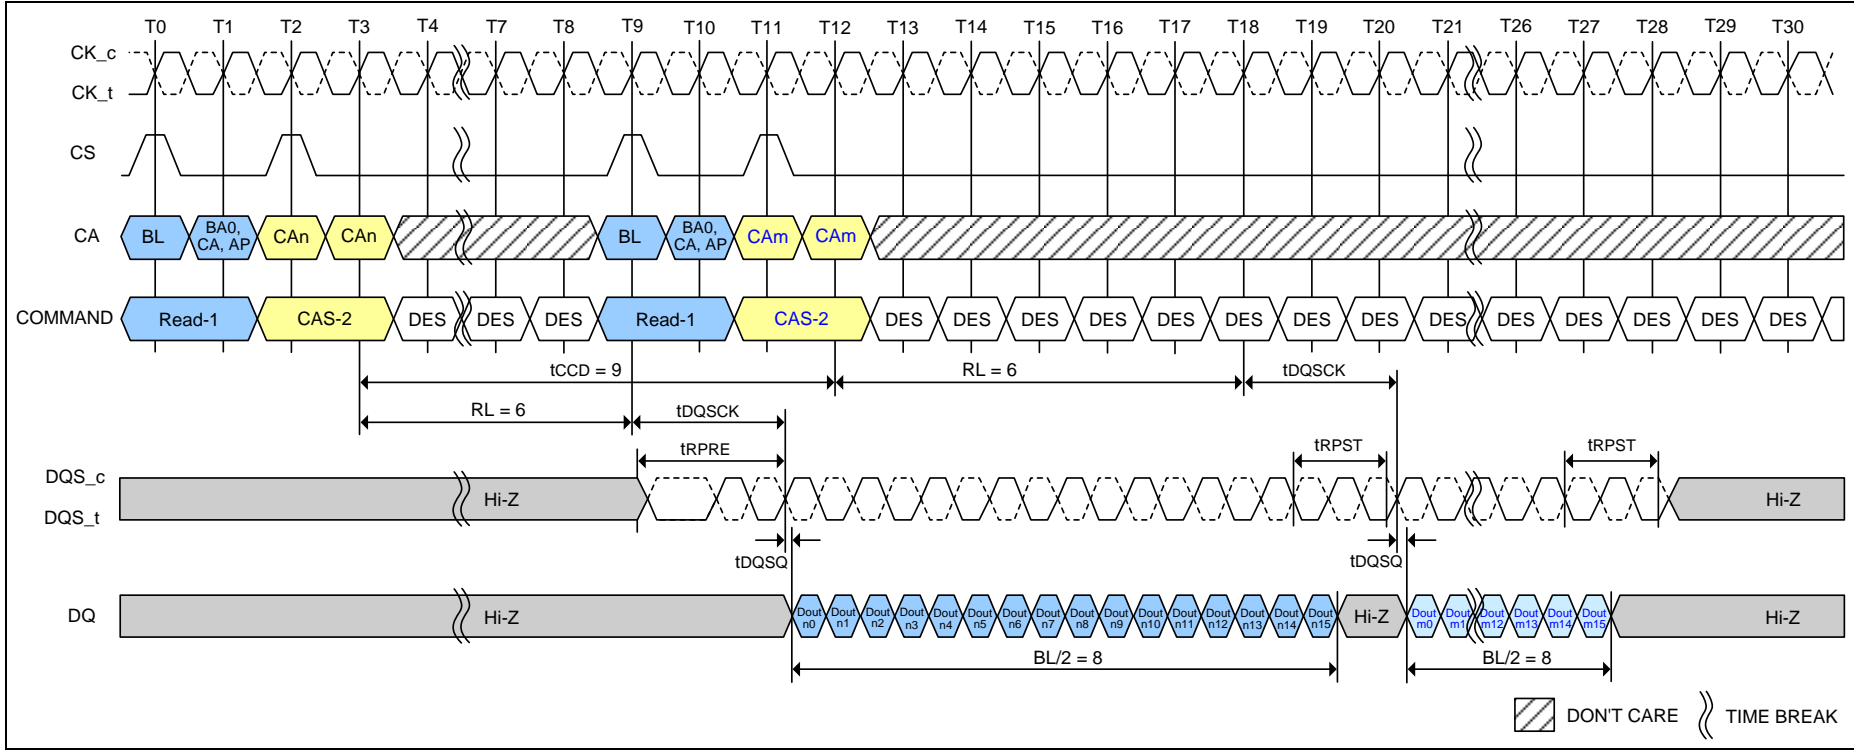 T0 T1 T2 T3 T4 T7 T8 T9 T10 T11 T12 T13 T14 T15 T16 T17 T18 T19 T20 T21 T26 T27 T28 T29 T30
CK_c
CK_t
CS
CA BL BA0, CA, AP CAn CAn BL BA0, CA, AP CAm CAm
COMMAND Read-1 CAS-2 DES DES DES Read-1 CAS-2 DES DES DES DES DES DES DES DES DES DES DES DES DES DES
tCCD = 9 RL = 6 tDQSCK
RL = 6 tDQSCK
tRPRE tRPST tRPST
DQS_c
Hi-Z Hi-Z
DQS_t
tDQSQ tDQSQ
DQ Hi-Z Dout n0 Dout n1 Dout n2 Dout n3 Dout n4 Dout n5 Dout n6 Dout n7 Dout n8 Dout n9 Dout n10 Dout n11 Dout n12 Dout n13 Dout n14 Dout n15 Hi-Z Dout m0 Dout m1 Dout m12 Dout m13 Dout m14 Dout m15 Hi-Z
BL/2 = 8 BL/2 = 8
DON'T CARE TIME BREAK